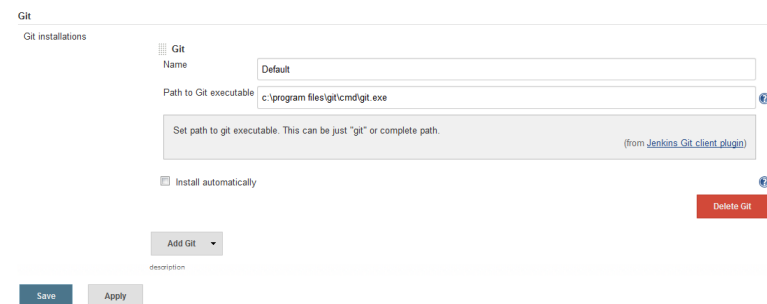 Git
Git installations
Git
Name
Default
Path to Git executable
c:\program files\git\cmd\git.exe
Set path to git executable. This can be just "git" or complete path.
(from Jenkins Git client plugin)
Install automatically
Delete Git
Add Git
description
Save
Apply